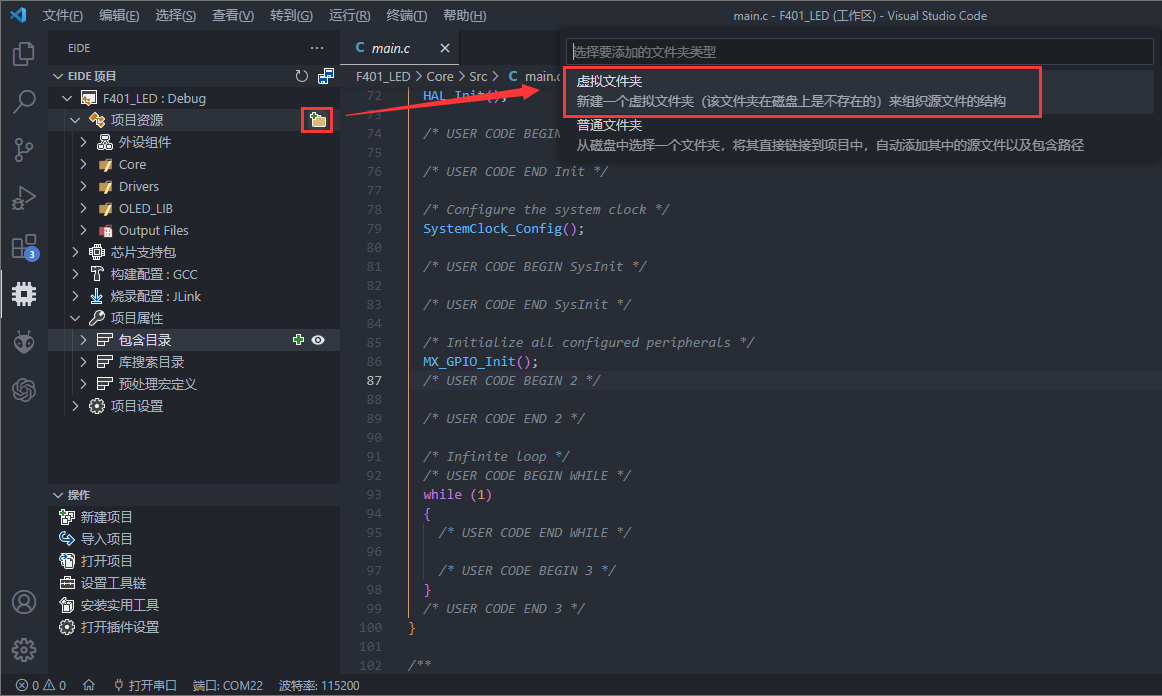 文件(F) 编辑(E) 选择(S) 查看(V) 转到(G) 运行(R) 终端(T) 帮助(H) main.c - F401_LED (工作区) - Visual Studio Code
EIDE
EIDE 项目
F401_LED : Debug
项目资源
外设组件
Core
Drivers
OLED_LIB
Output Files
芯片支持包
构建配置 : GCC
烧录配置 : JLink
项目属性
包含目录
库搜索目录
预处理宏定义
项目设置
操作
新建项目
导入项目
打开项目
设置工具链
安装实用工具
打开插件设置
3
C main.c
F401_LED > Core > Src > C main.c
选择要添加的文件夹类型
虚拟文件夹
新建一个虚拟文件夹（该文件夹在磁盘上是不存在的）来组织源文件的结构
普通文件夹
从磁盘中选择一个文件夹，将其直接链接到项目中，自动添加其中的源文件以及包含路径
72 HAL_Init();
73
74 /* USER CODE BEGIN
75
76 /* USER CODE END Init */
77
78 /* Configure the system clock */
79 SystemClock_Config();
80
81 /* USER CODE BEGIN SysInit */
82
83 /* USER CODE END SysInit */
84
85 /* Initialize all configured peripherals */
86 MX_GPIO_Init();
87 /* USER CODE BEGIN 2 */
88
89 /* USER CODE END 2 */
90
91 /* Infinite loop */
92 /* USER CODE BEGIN WHILE */
93 while (1)
94 {
95 /* USER CODE END WHILE */
96
97 /* USER CODE BEGIN 3 */
98 }
99 /* USER CODE END 3 */
100 }
101
102 /**
0 0 打开串口 端口: COM22 波特率: 115200